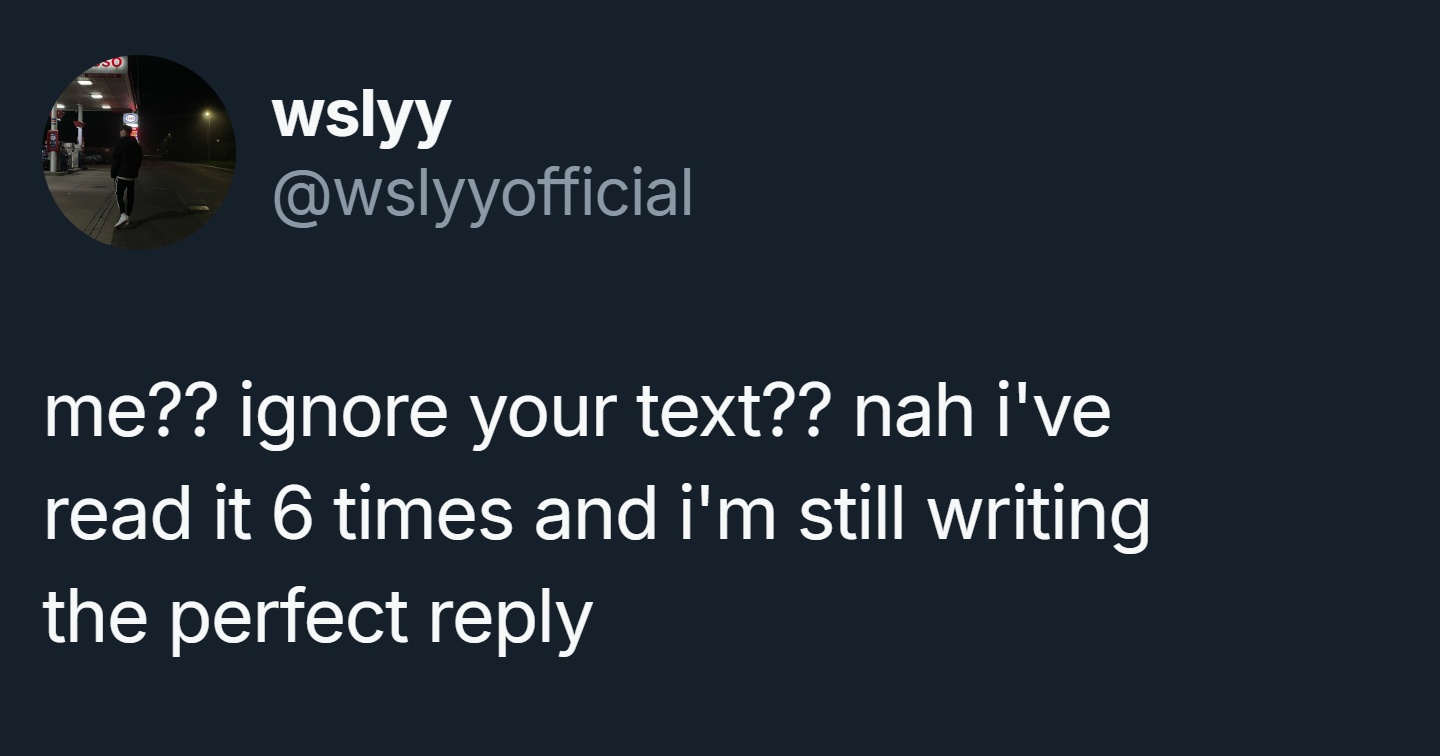 wslyy
@wslyyofficial
me?? ignore your text?? nah i've
read it 6 times and i'm still writing
the perfect reply